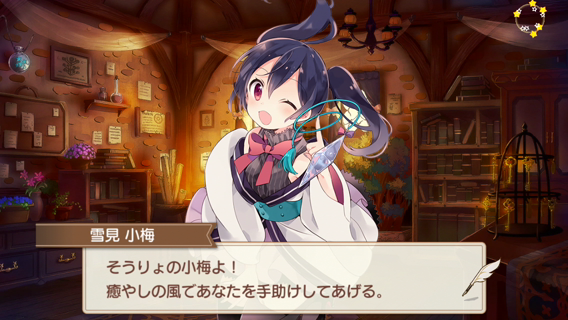 雪見 小梅
そうりょの小梅よ！
癒やしの風であなたを手助けしてあげる。